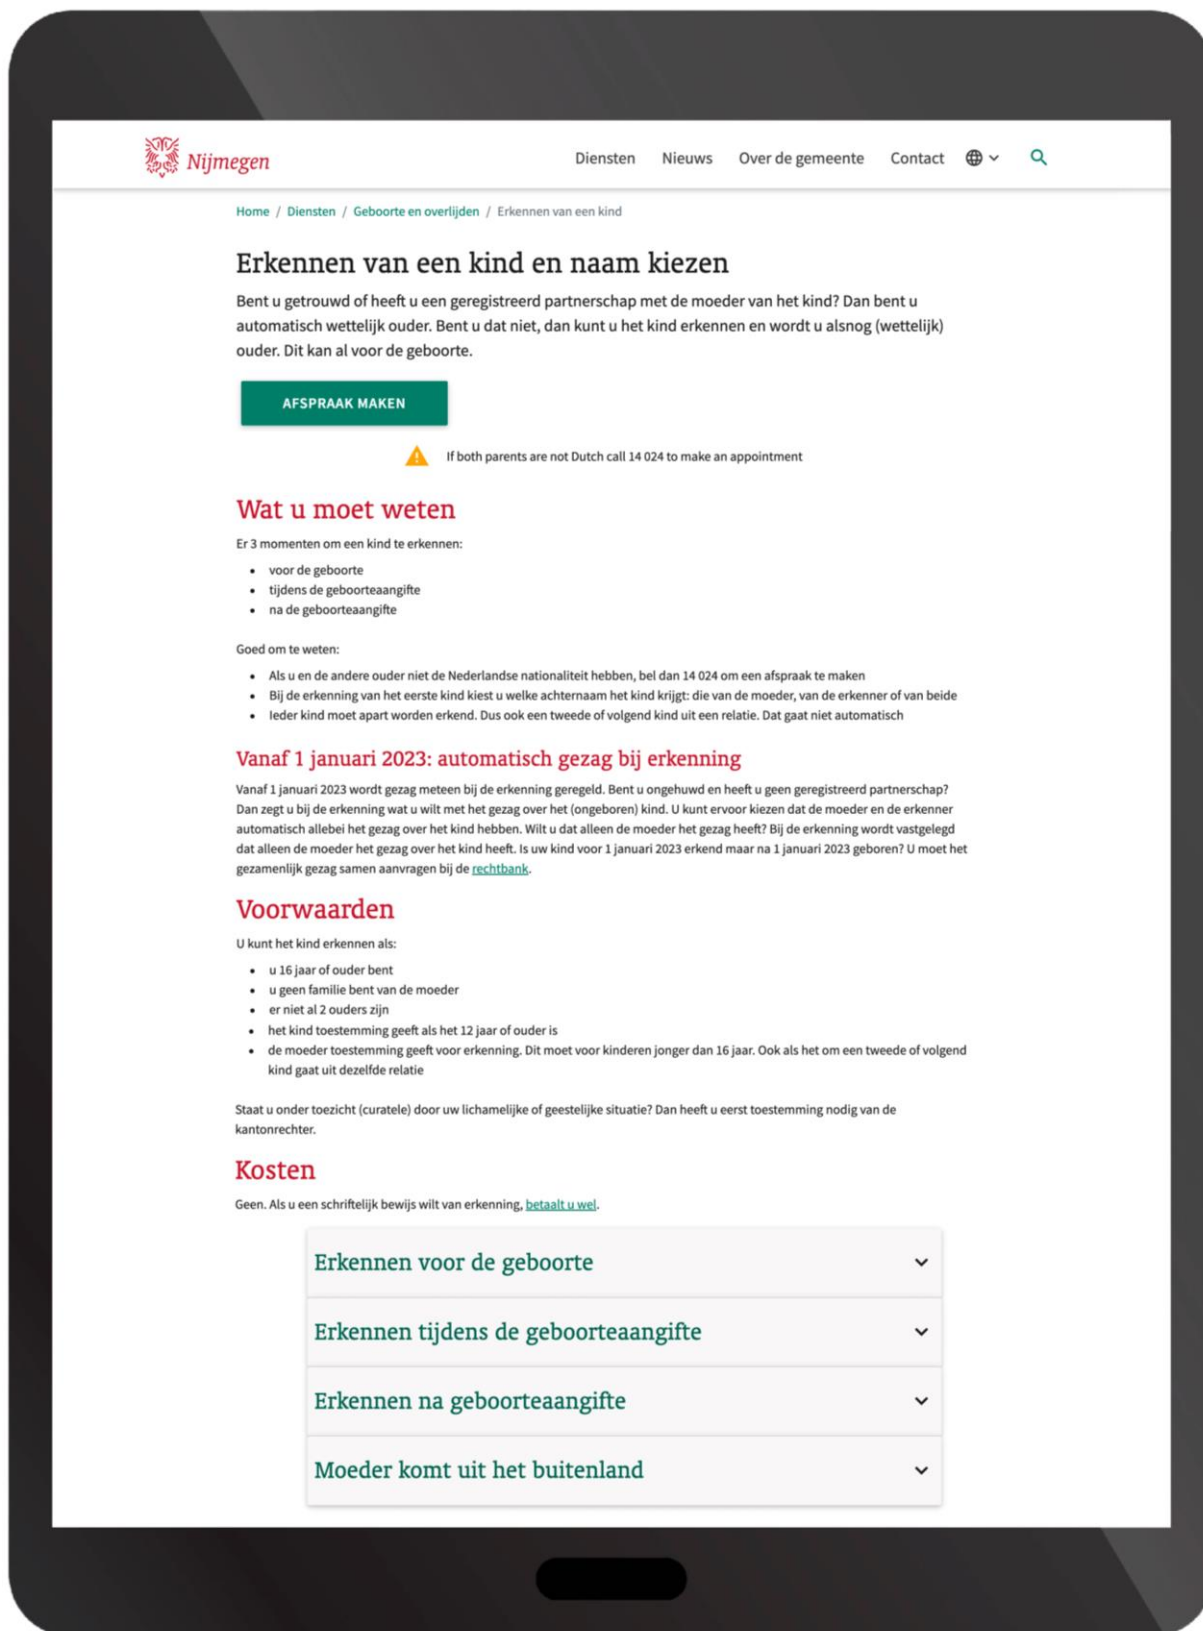 Nijmegen
Diensten Nieuws Over de gemeente Contact
Home / Diensten / Geboorte en overlijden / Erkennen van een kind
Erkennen van een kind en naam kiezen
Bent u getrouwd of heeft u een geregistreerd partnerschap met de moeder van het kind? Dan bent u
automatisch wettelijk ouder. Bent u dat niet, dan kunt u het kind erkennen en wordt u alsnog (wettelijk)
ouder. Dit kan al voor de geboorte.
AFSPRAAK MAKEN
If both parents are not Dutch call 14 024 to make an appointment
Wat u moet weten
Er 3 momenten om een kind te erkennen:
• voor de geboorte
• tijdens de geboorteaangifte
• na de geboorteaangifte
Goed om te weten:
• Als u en de andere ouder niet de Nederlandse nationaliteit hebben, bel dan 14 024 om een afspraak te maken
• Bij de erkenning van het eerste kind kiest u welke achternaam het kind krijgt: die van de moeder, van de erkenner of van beide
• Ieder kind moet apart worden erkend. Dus ook een tweede of volgend kind uit een relatie. Dat gaat niet automatisch
Vanaf 1 januari 2023: automatisch gezag bij erkenning
Vanaf 1 januari 2023 wordt gezag meteen bij de erkenning geregeld. Bent u ongehuwd en heeft u geen geregistreerd partnerschap?
Dan zegt u bij de erkenning wat u wilt met het gezag over het (ongeboren) kind. U kunt ervoor kiezen dat de moeder en de erkenner
automatisch allebei het gezag over het kind hebben. Wilt u dat alleen de moeder het gezag heeft? Bij de erkenning wordt vastgelegd
dat alleen de moeder het gezag over het kind heeft. Is uw kind voor 1 januari 2023 erkend maar na 1 januari 2023 geboren? U moet het
gezamenlijk gezag samen aanvragen bij de rechtbank.
Voorwaarden
U kunt het kind erkennen als:
• u 16 jaar of ouder bent
• u geen familie bent van de moeder
• er niet al 2 ouders zijn
• het kind toestemming geeft als het 12 jaar of ouder is
• de moeder toestemming geeft voor erkenning. Dit moet voor kinderen jonger dan 16 jaar. Ook als het om een tweede of volgend
kind gaat uit dezelfde relatie
Staat u onder toezicht (curatele) door uw lichamelijke of geestelijke situatie? Dan heeft u eerst toestemming nodig van de
kantonrechter.
Kosten
Geen. Als u een schriftelijk bewijs wilt van erkenning, betaalt u wel.
Erkennen voor de geboorte
Erkennen tijdens de geboorteaangifte
Erkennen na geboorteaangifte
Moeder komt uit het buitenland